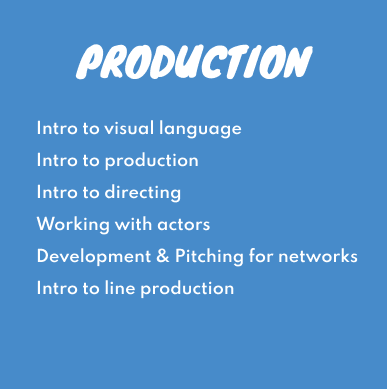 PRODUCTION
Intro to visual language
Intro to production
Intro to directing
Working with actors
Development & Pitching for networks
Intro to line production